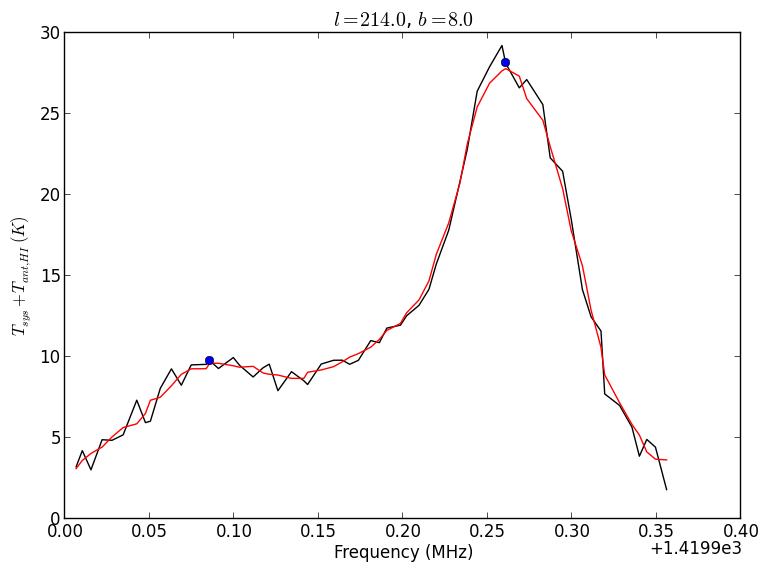 l = 214.0, b = 8.0
30
25
20
15
10
5
0
T_sys + T_ant,HI (K)
0.00 0.05 0.10 0.15 0.20 0.25 0.30 0.35 0.40
Frequency (MHz)
+1.4199e3